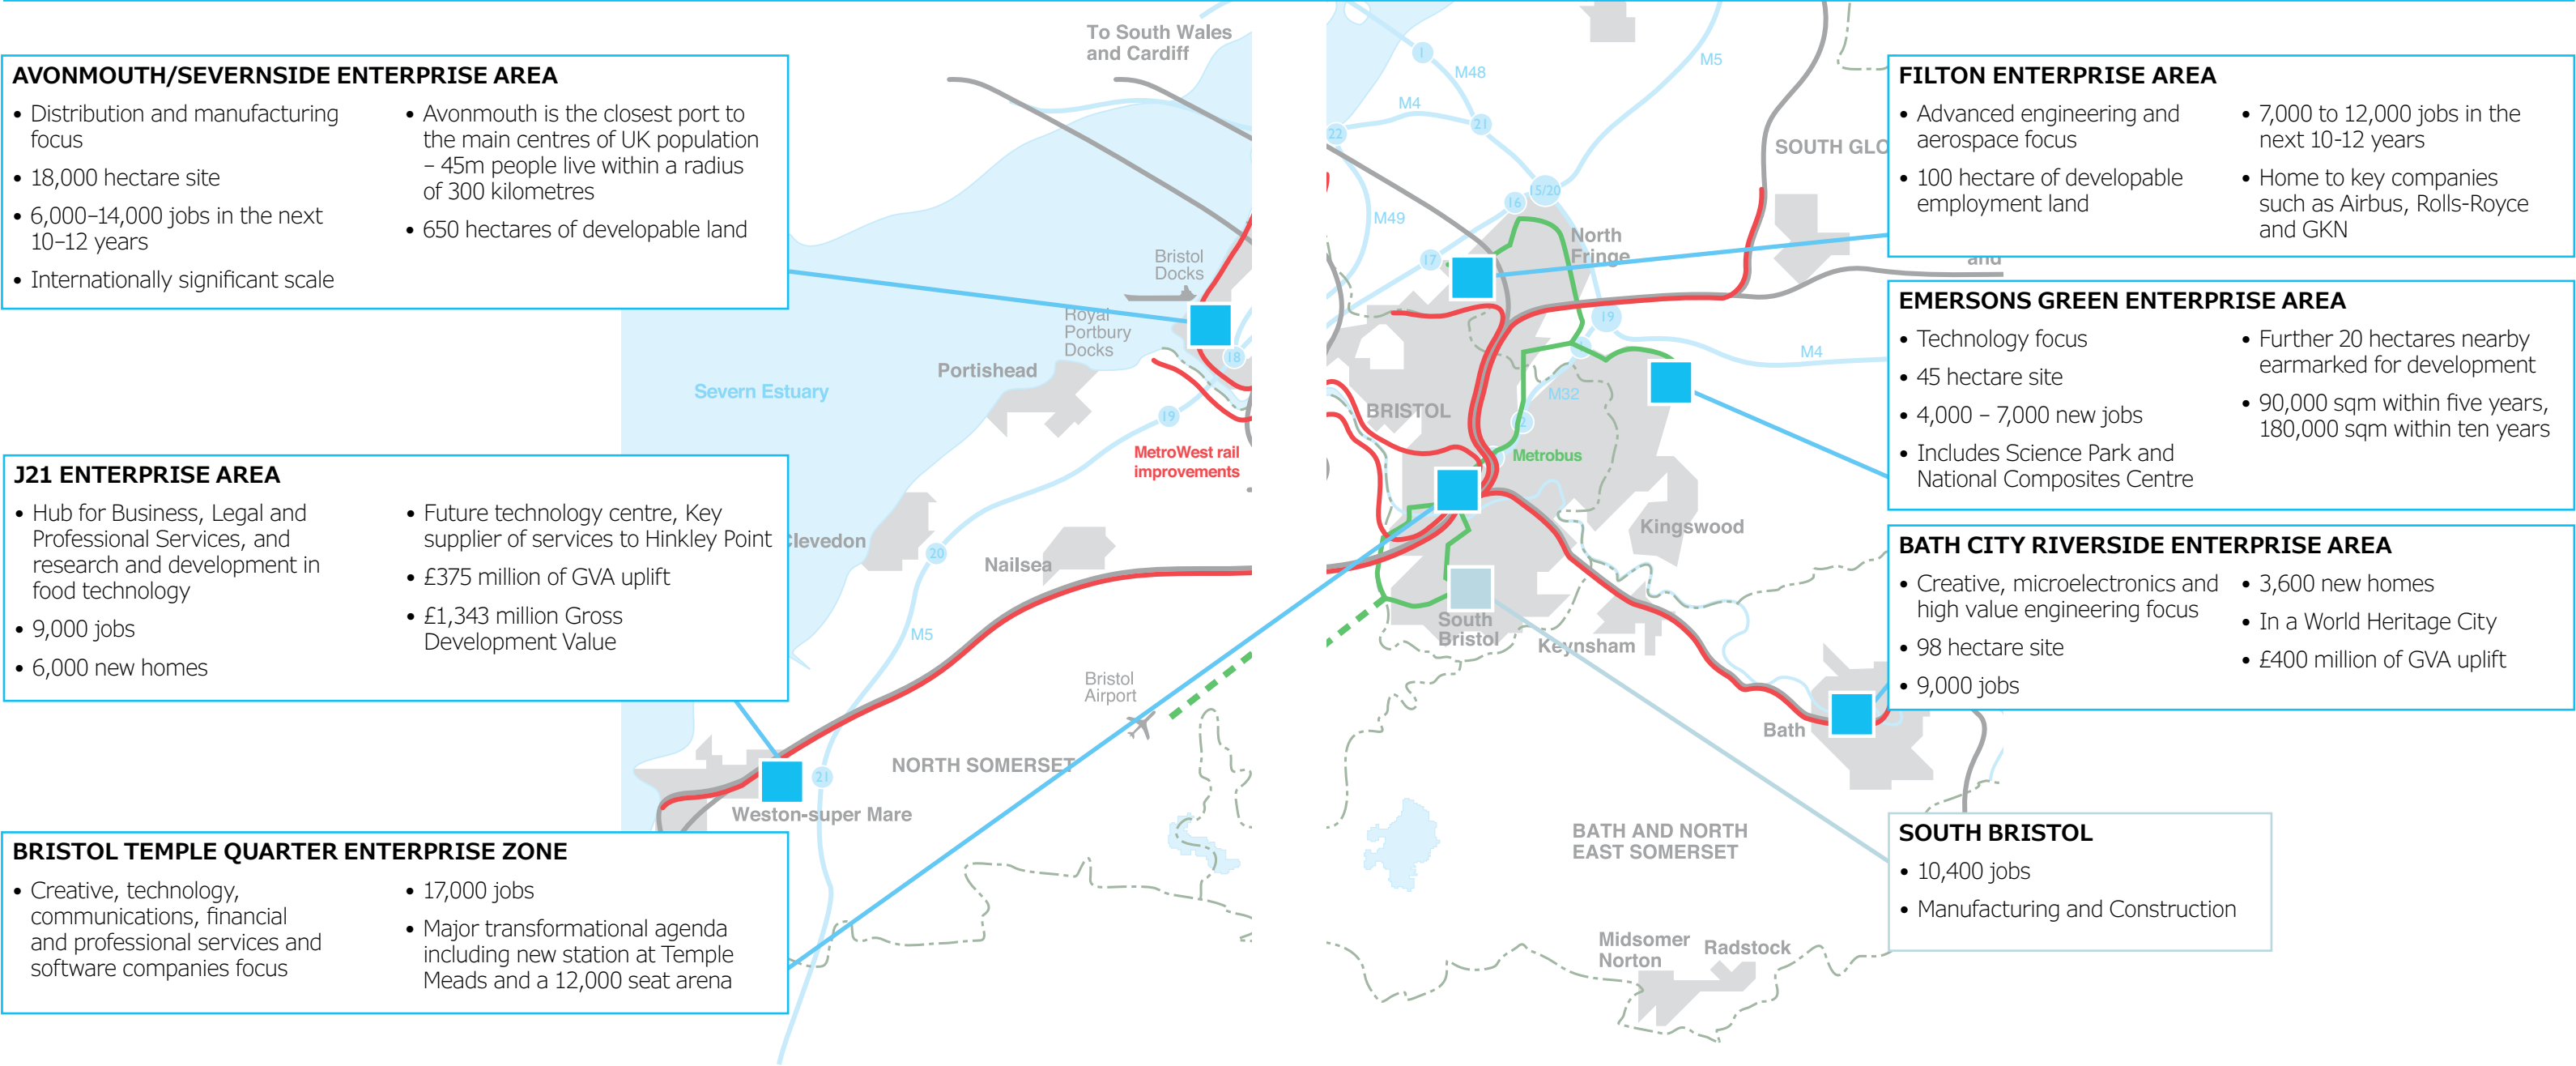 AVONMOUTH/SEVERNSIDE ENTERPRISE AREA
• Distribution and manufacturing
focus
• 18,000 hectare site
• 6,000–14,000 jobs in the next
10–12 years
• Internationally significant scale
• Avonmouth is the closest port to
the main centres of UK population
– 45m people live within a radius
of 300 kilometres
• 650 hectares of developable land
J21 ENTERPRISE AREA
• Hub for Business, Legal and
Professional Services, and
research and development in
food technology
• 9,000 jobs
• 6,000 new homes
• Future technology centre, Key
supplier of services to Hinkley Point
• £375 million of GVA uplift
• £1,343 million Gross
Development Value
BRISTOL TEMPLE QUARTER ENTERPRISE ZONE
• Creative, technology,
communications, financial
and professional services and
software companies focus
• 17,000 jobs
• Major transformational agenda
including new station at Temple
Meads and a 12,000 seat arena
To South Wales
and Cardiff
Bristol
Docks
Royal
Portbury
Docks
18
Portishead
Severn Estuary
19
MetroWest rail
improvements
Clevedon
20
Nailsea
M5
Bristol
Airport
NORTH SOMERSET
21
Weston-super Mare
1
M48
M5
M4
21
22
SOUTH GLO
15/20
16
M49
North
Fringe
17
and
19
M4
M32
BRISTOL
2
Metrobus
Kingswood
South
Bristol
Keynsham
Bath
BATH AND NORTH
EAST SOMERSET
Midsomer
Norton
Radstock
FILTON ENTERPRISE AREA
• Advanced engineering and
aerospace focus
• 100 hectare of developable
employment land
• 7,000 to 12,000 jobs in the
next 10-12 years
• Home to key companies
such as Airbus, Rolls-Royce
and GKN
EMERSONS GREEN ENTERPRISE AREA
• Technology focus
• 45 hectare site
• 4,000 – 7,000 new jobs
• Includes Science Park and
National Composites Centre
• Further 20 hectares nearby
earmarked for development
• 90,000 sqm within five years,
180,000 sqm within ten years
BATH CITY RIVERSIDE ENTERPRISE AREA
• Creative, microelectronics and
high value engineering focus
• 98 hectare site
• 9,000 jobs
• 3,600 new homes
• In a World Heritage City
• £400 million of GVA uplift
SOUTH BRISTOL
• 10,400 jobs
• Manufacturing and Construction